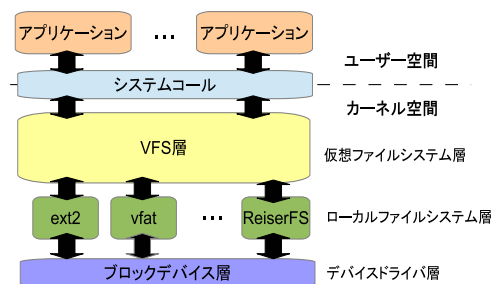 アプリケーション … アプリケーション
ユーザー空間
システムコール
カーネル空間
VFS層
仮想ファイルシステム層
ext2 vfat … ReiserFS
ローカルファイルシステム層
ブロックデバイス層
デバイスドライバ層